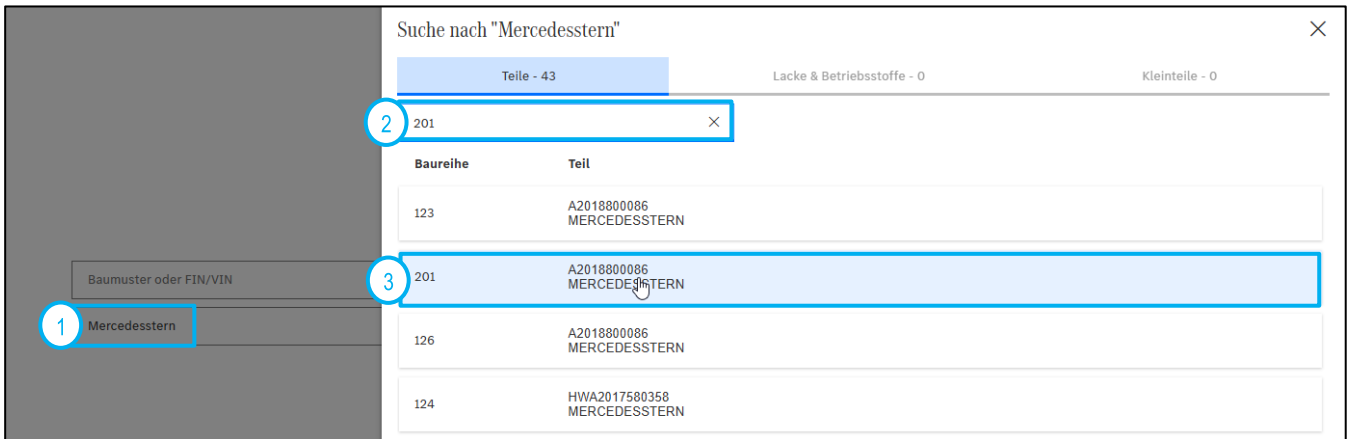 Suche nach "Mercedesstern"
Teile - 43
Lacke & Betriebsstoffe - 0
Kleinteile - 0
2
201
Baureihe
Teil
123
A2018800086
MERCEDESSTERN
Baumuster oder FIN/VIN
3
201
A2018800086
MERCEDESSTERN
1
Mercedesstern
126
A2018800086
MERCEDESSTERN
124
HWA2017580358
MERCEDESSTERN